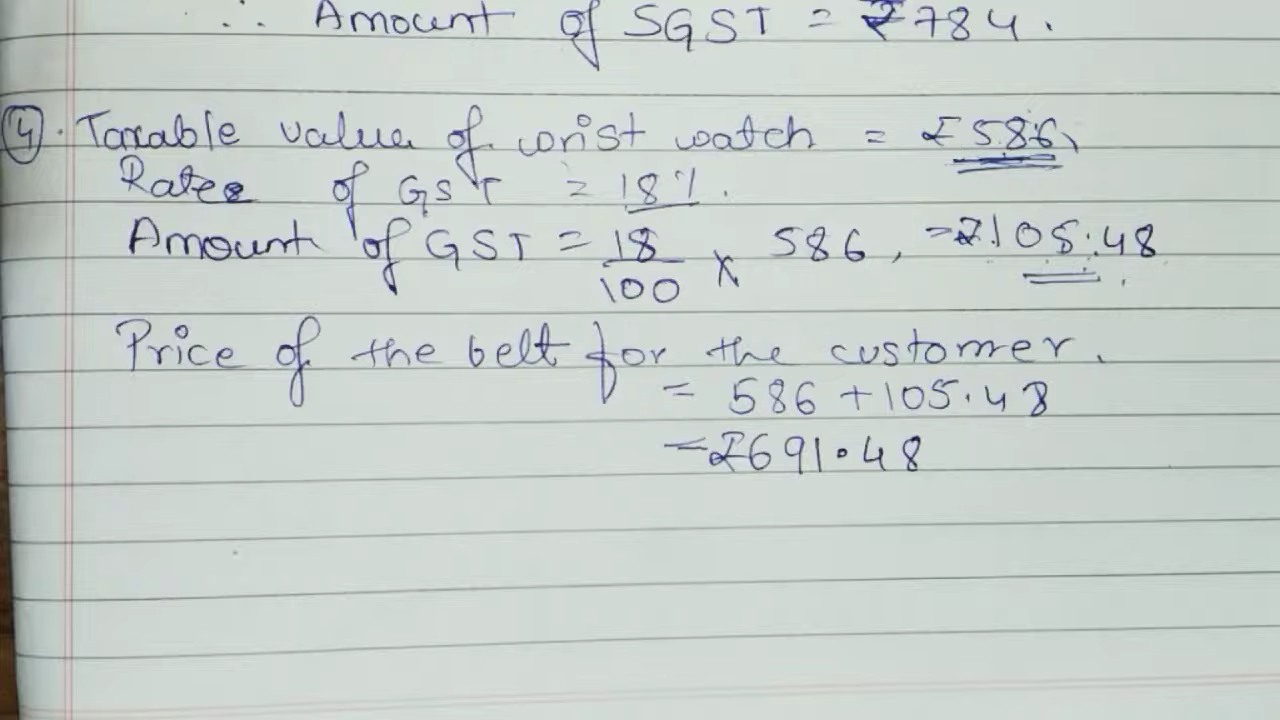 ∴ Amount of SGST = ₹784.
④. Taxable value of wrist watch = ₹586,
Rate of GST = 18%.
Amount of GST = 18/100 × 586, = ₹105.48
Price of the belt for the customer.
= 586 + 105.48
= ₹691.48